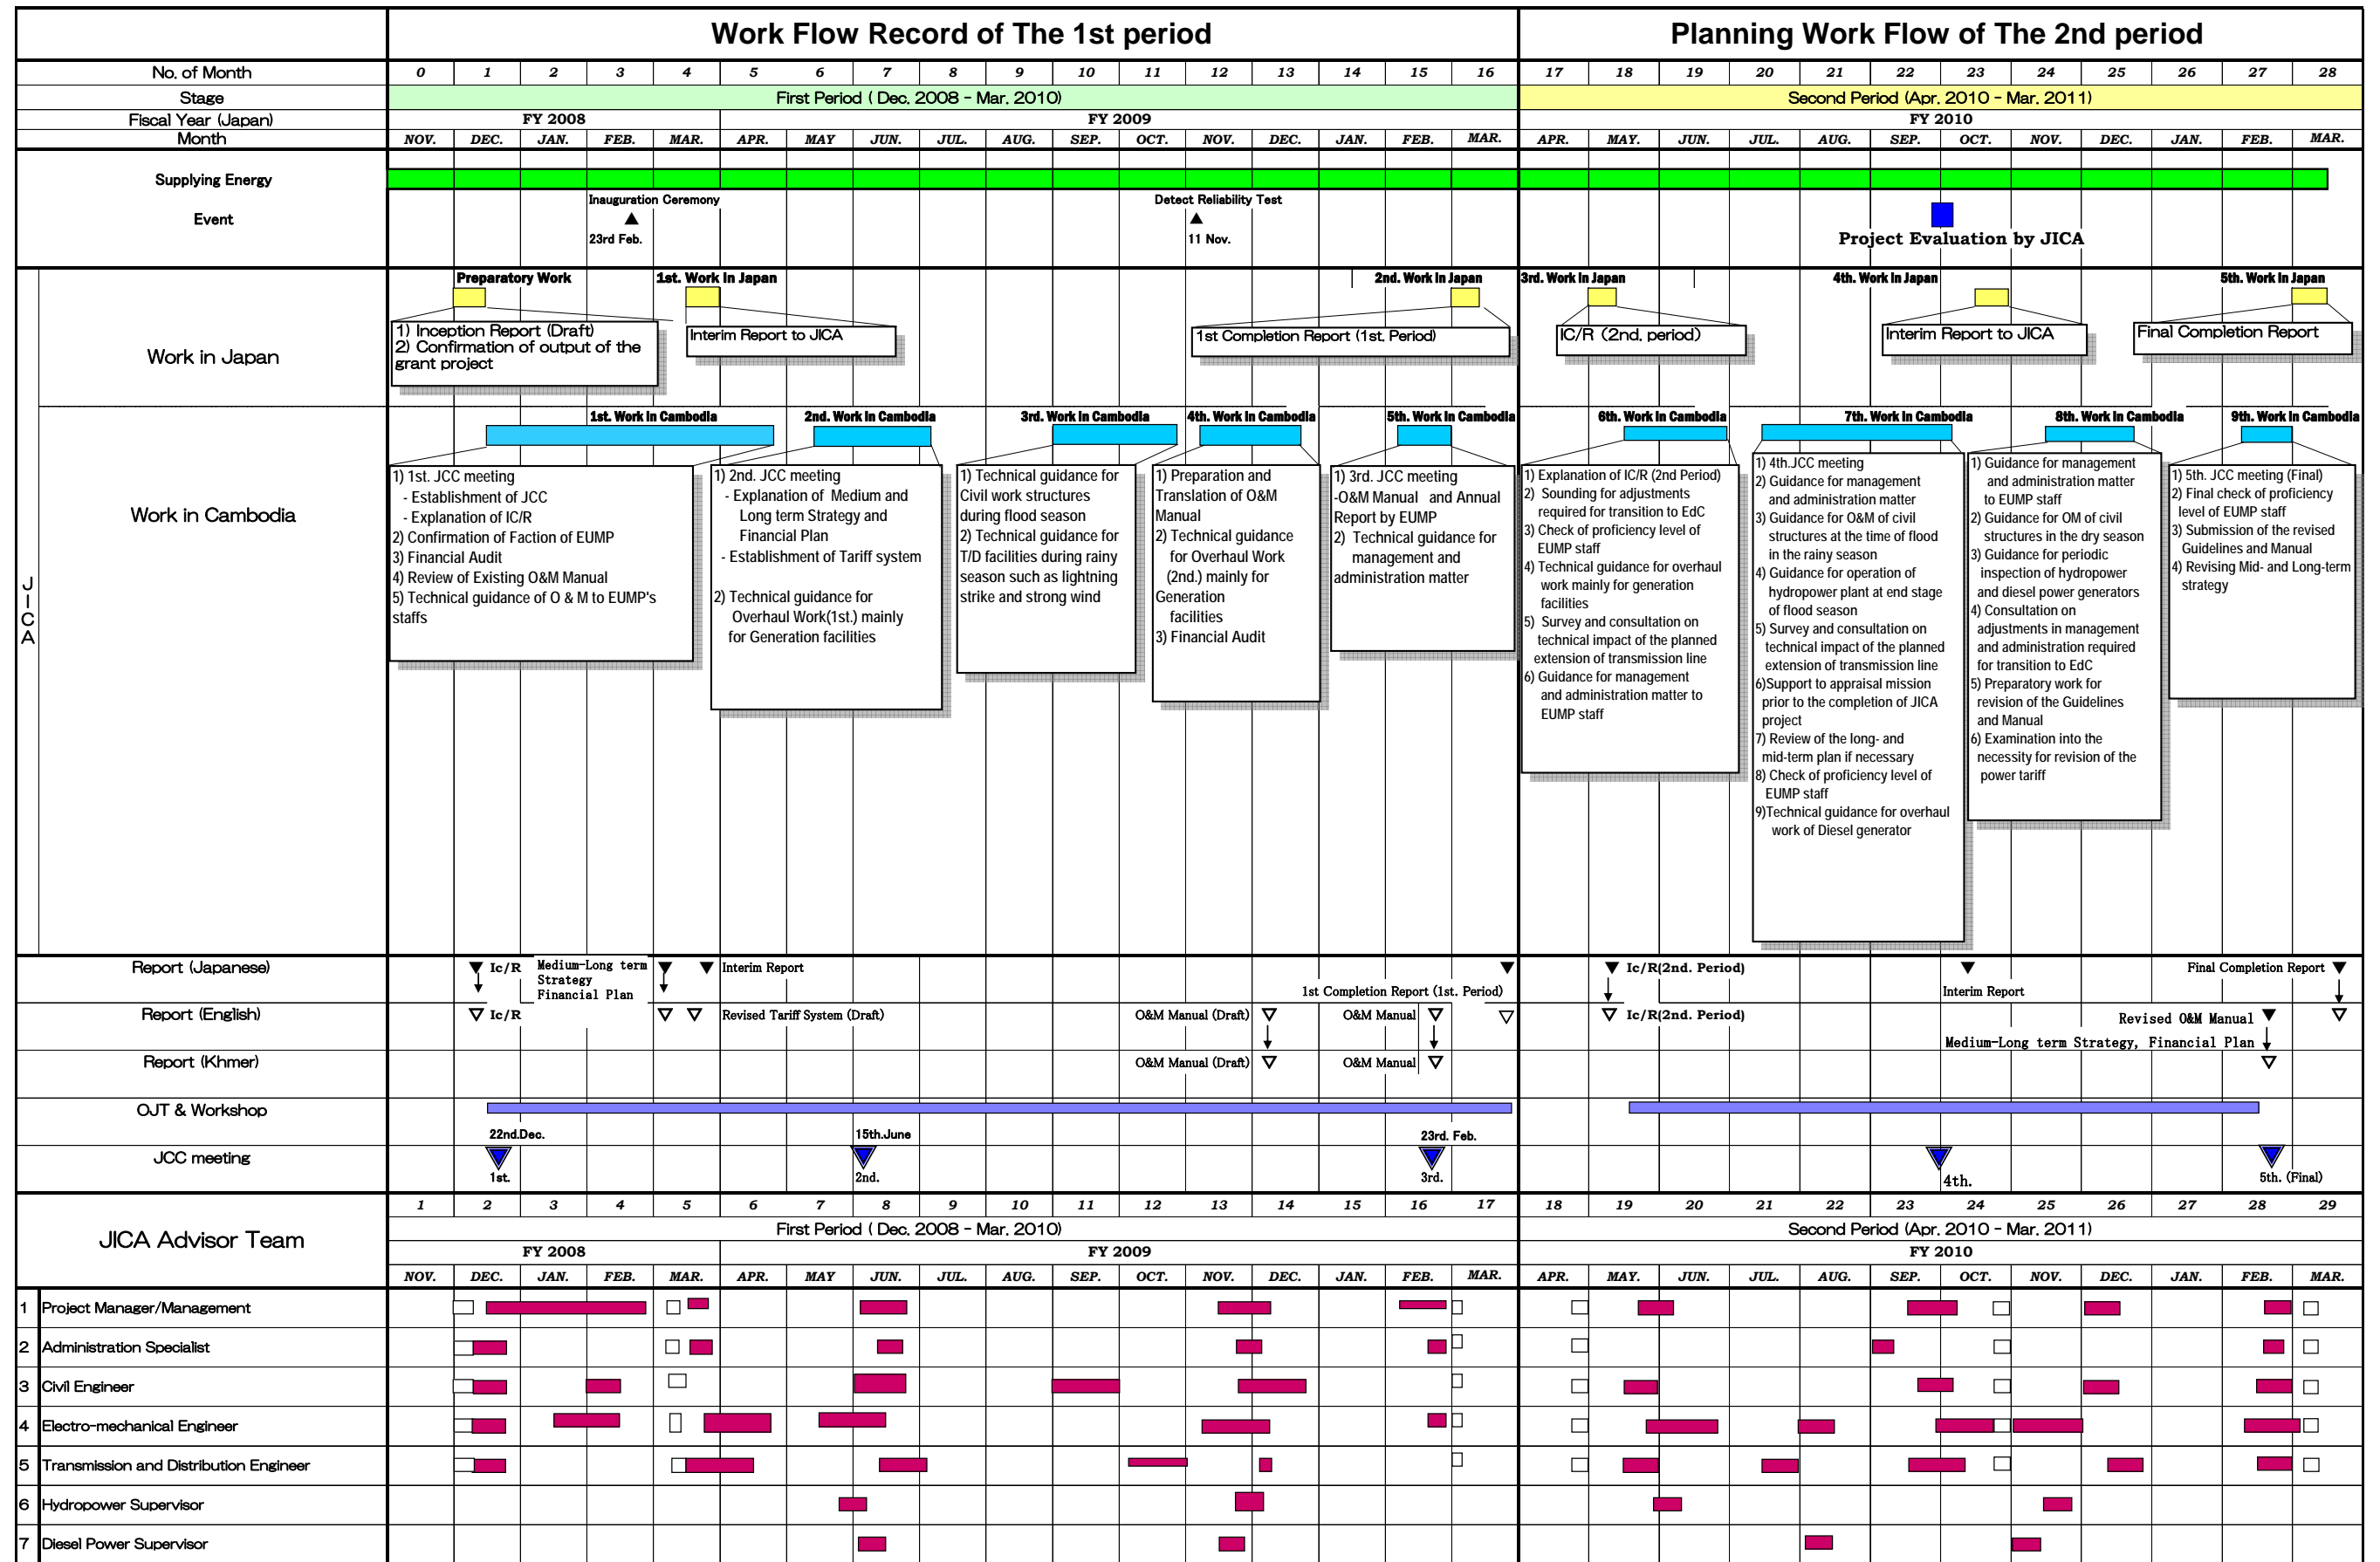 Work Flow Record of The 1st period
Planning Work Flow of The 2nd period
No. of Month
0 1 2 3 4 5 6 7 8 9 10 11 12 13 14 15 16 17 18 19 20 21 22 23 24 25 26 27 28
Stage
First Period ( Dec. 2008 - Mar. 2010)
Second Period (Apr. 2010 - Mar. 2011)
Fiscal Year (Japan)
FY 2008
FY 2009
FY 2010
Month
NOV. DEC. JAN. FEB. MAR. APR. MAY JUN. JUL. AUG. SEP. OCT. NOV. DEC. JAN. FEB. MAR. APR. MAY. JUN. JUL. AUG. SEP. OCT. NOV. DEC. JAN. FEB. MAR.
Supplying Energy
Event
Inauguration Ceremony
23rd Feb.
Detect Reliability Test
11 Nov.
Project Evaluation by JICA
JICA
Work in Japan
Preparatory Work
1) Inception Report (Draft)
2) Confirmation of output of the
grant project
1st. Work in Japan
Interim Report to JICA
2nd. Work in Japan
1st Completion Report (1st. Period)
3rd. Work in Japan
IC/R (2nd. period)
4th. Work in Japan
Interim Report to JICA
5th. Work in Japan
Final Completion Report
Work in Cambodia
1st. Work in Cambodia
1) 1st. JCC meeting
- Establishment of JCC
- Explanation of IC/R
2) Confirmation of Faction of EUMP
3) Financial Audit
4) Review of Existing O&M Manual
5) Technical guidance of O & M to EUMP's
staffs
2nd. Work in Cambodia
1) 2nd. JCC meeting
- Explanation of Medium and
Long term Strategy and
Financial Plan
- Establishment of Tariff system
2) Technical guidance for
Overhaul Work(1st.) mainly
for Generation facilities
3rd. Work in Cambodia
1) Technical guidance for
Civil work structures
during flood season
2) Technical guidance for
T/D facilities during rainy
season such as lightning
strike and strong wind
4th. Work in Cambodia
1) Preparation and
Translation of O&M
Manual
2) Technical guidance
for Overhaul Work
(2nd.) mainly for
Generation
facilities
3) Financial Audit
5th. Work in Cambodia
1) 3rd. JCC meeting
-O&M Manual and Annual
Report by EUMP
2) Technical guidance for
management and
administration matter
6th. Work in Cambodia
1) Explanation of IC/R (2nd Period)
2) Sounding for adjustments
required for transition to EdC
3) Check of proficiency level of
EUMP staff
4) Technical guidance for overhaul
work mainly for generation
facilities
5) Survey and consultation on
technical impact of the planned
extension of transmission line
6) Guidance for management
and administration matter to
EUMP staff
7th. Work in Cambodia
1) 4th.JCC meeting
2) Guidance for management
and administration matter
3) Guidance for O&M of civil
structures at the time of flood
in the rainy season
4) Guidance for operation of
hydropower plant at end stage
of flood season
5) Survey and consultation on
technical impact of the planned
extension of transmission line
6)Support to appraisal mission
prior to the completion of JICA
project
7) Review of the long- and
mid-term plan if necessary
8) Check of proficiency level of
EUMP staff
9)Technical guidance for overhaul
work of Diesel generator
8th. Work in Cambodia
1) Guidance for management
and administration matter
to EUMP staff
2) Guidance for OM of civil
structures in the dry season
3) Guidance for periodic
inspection of hydropower
and diesel power generators
4) Consultation on
adjustments in management
and administration required
for transition to EdC
5) Preparatory work for
revision of the Guidelines
and Manual
6) Examination into the
necessity for revision of the
power tariff
9th. Work in Cambodia
1) 5th. JCC meeting (Final)
2) Final check of proficiency
level of EUMP staff
3) Submission of the revised
Guidelines and Manual
4) Revising Mid- and Long-term
strategy
Report (Japanese)
Ic/R
Medium-Long term
Strategy
Financial Plan
Interim Report
1st Completion Report (1st. Period)
Ic/R(2nd. Period)
Interim Report
Final Completion Report
Report (English)
Ic/R
Revised Tariff System (Draft)
O&M Manual (Draft)
O&M Manual
Ic/R(2nd. Period)
Revised O&M Manual
Medium-Long term Strategy, Financial Plan
Report (Khmer)
O&M Manual (Draft)
O&M Manual
OJT & Workshop
22nd.Dec.
15th.June
23rd. Feb.
JCC meeting
1st.
2nd.
3rd.
4th.
5th. (Final)
JICA Advisor Team
1 2 3 4 5 6 7 8 9 10 11 12 13 14 15 16 17 18 19 20 21 22 23 24 25 26 27 28 29
First Period ( Dec. 2008 - Mar. 2010)
Second Period (Apr. 2010 - Mar. 2011)
FY 2008
FY 2009
FY 2010
NOV. DEC. JAN. FEB. MAR. APR. MAY JUN. JUL. AUG. SEP. OCT. NOV. DEC. JAN. FEB. MAR. APR. MAY. JUN. JUL. AUG. SEP. OCT. NOV. DEC. JAN. FEB. MAR.
1 Project Manager/Management
2 Administration Specialist
3 Civil Engineer
4 Electro-mechanical Engineer
5 Transmission and Distribution Engineer
6 Hydropower Supervisor
7 Diesel Power Supervisor